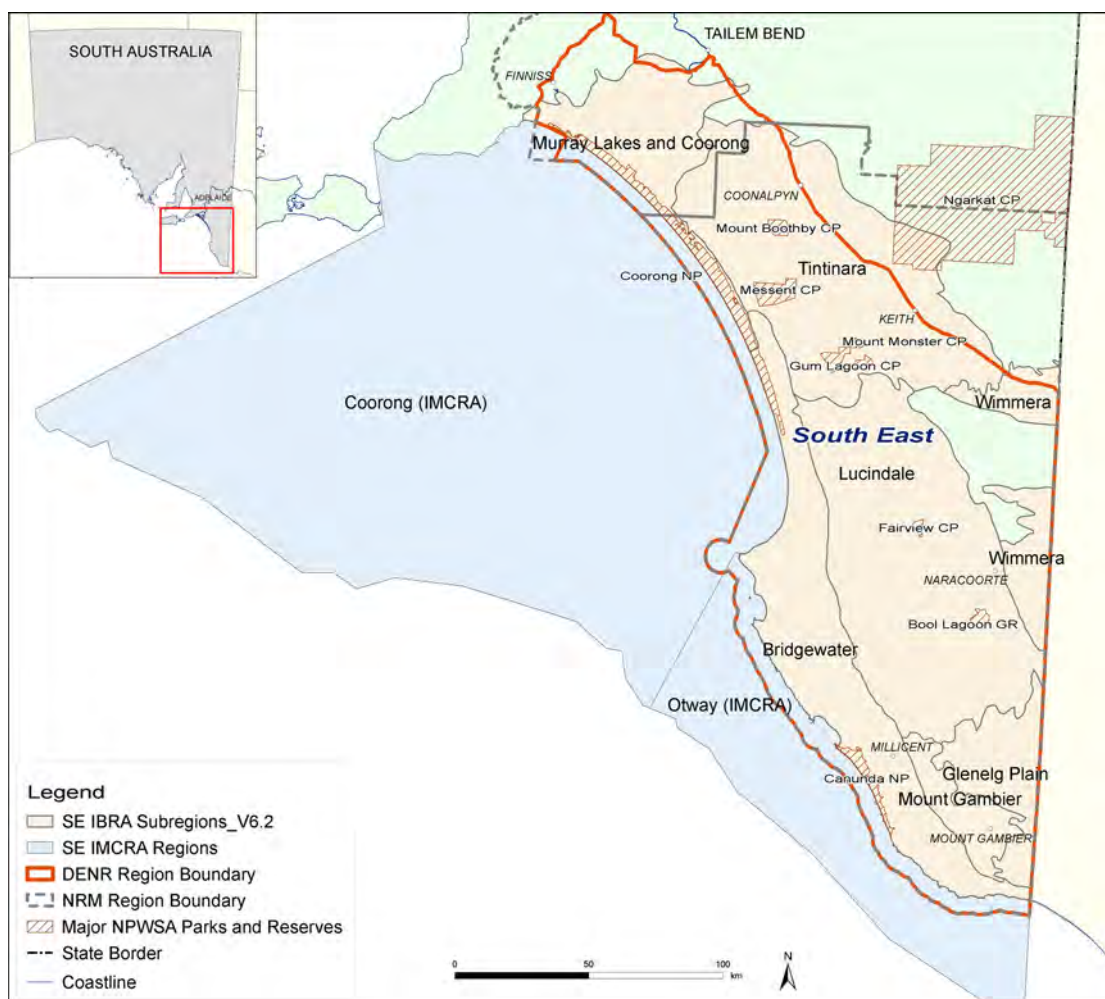 SOUTH AUSTRALIA
ADELAIDE
TAILEM BEND
FINNISS
Murray Lakes and Coorong
COONALPYN
Ngarkat CP
Mount Boothby CP
Coorong NP
Tintinara
Messent CP
KEITH
Mount Monster CP
Gum Lagoon CP
Coorong (IMCRA)
Wimmera
South East
Lucindale
Fairview CP
Wimmera
NARACOORTE
Bool Lagoon GR
Bridgewater
Otway (IMCRA)
MILLICENT
Canunda NP
Glenelg Plain
Mount Gambier
MOUNT GAMBIER
Legend
SE IBRA Subregions_V6.2
SE IMCRA Regions
DENR Region Boundary
NRM Region Boundary
Major NPWSA Parks and Reserves
State Border
Coastline
0 50 100
km
N